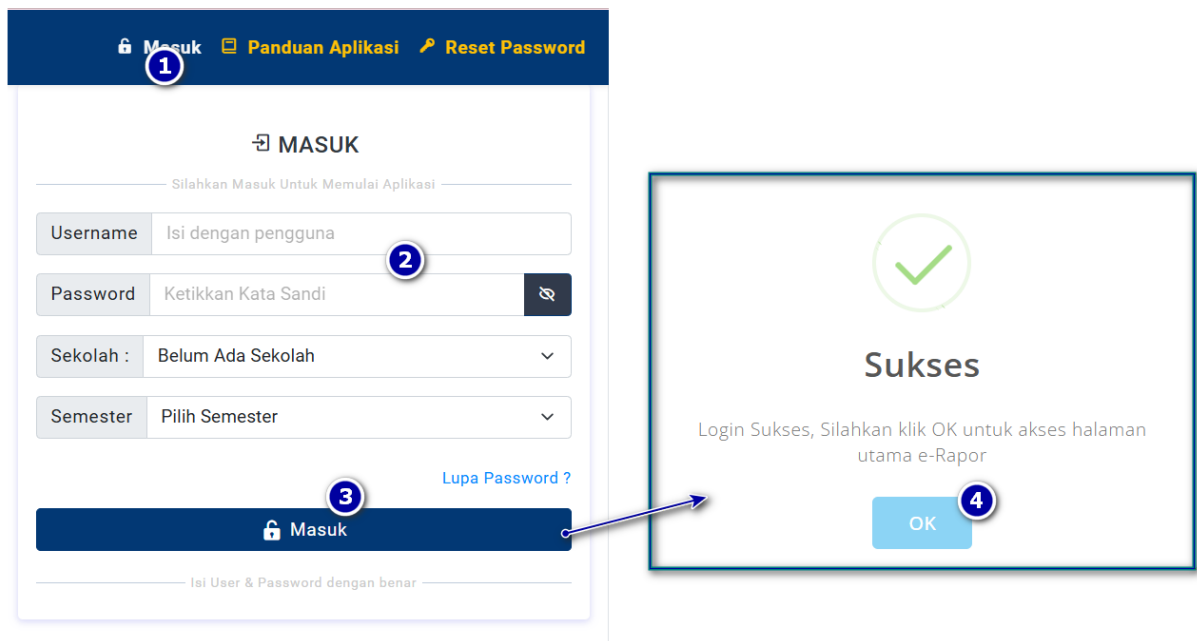 Masuk Panduan Aplikasi Reset Password
1
MASUK
Silahkan Masuk Untuk Memulai Aplikasi
Username Isi dengan pengguna
2
Password Ketikkan Kata Sandi
Sekolah : Belum Ada Sekolah
Semester Pilih Semester
Lupa Password ?
3
Masuk
Isi User & Password dengan benar
Sukses
Login Sukses, Silahkan klik OK untuk akses halaman
utama e-Rapor
4
OK